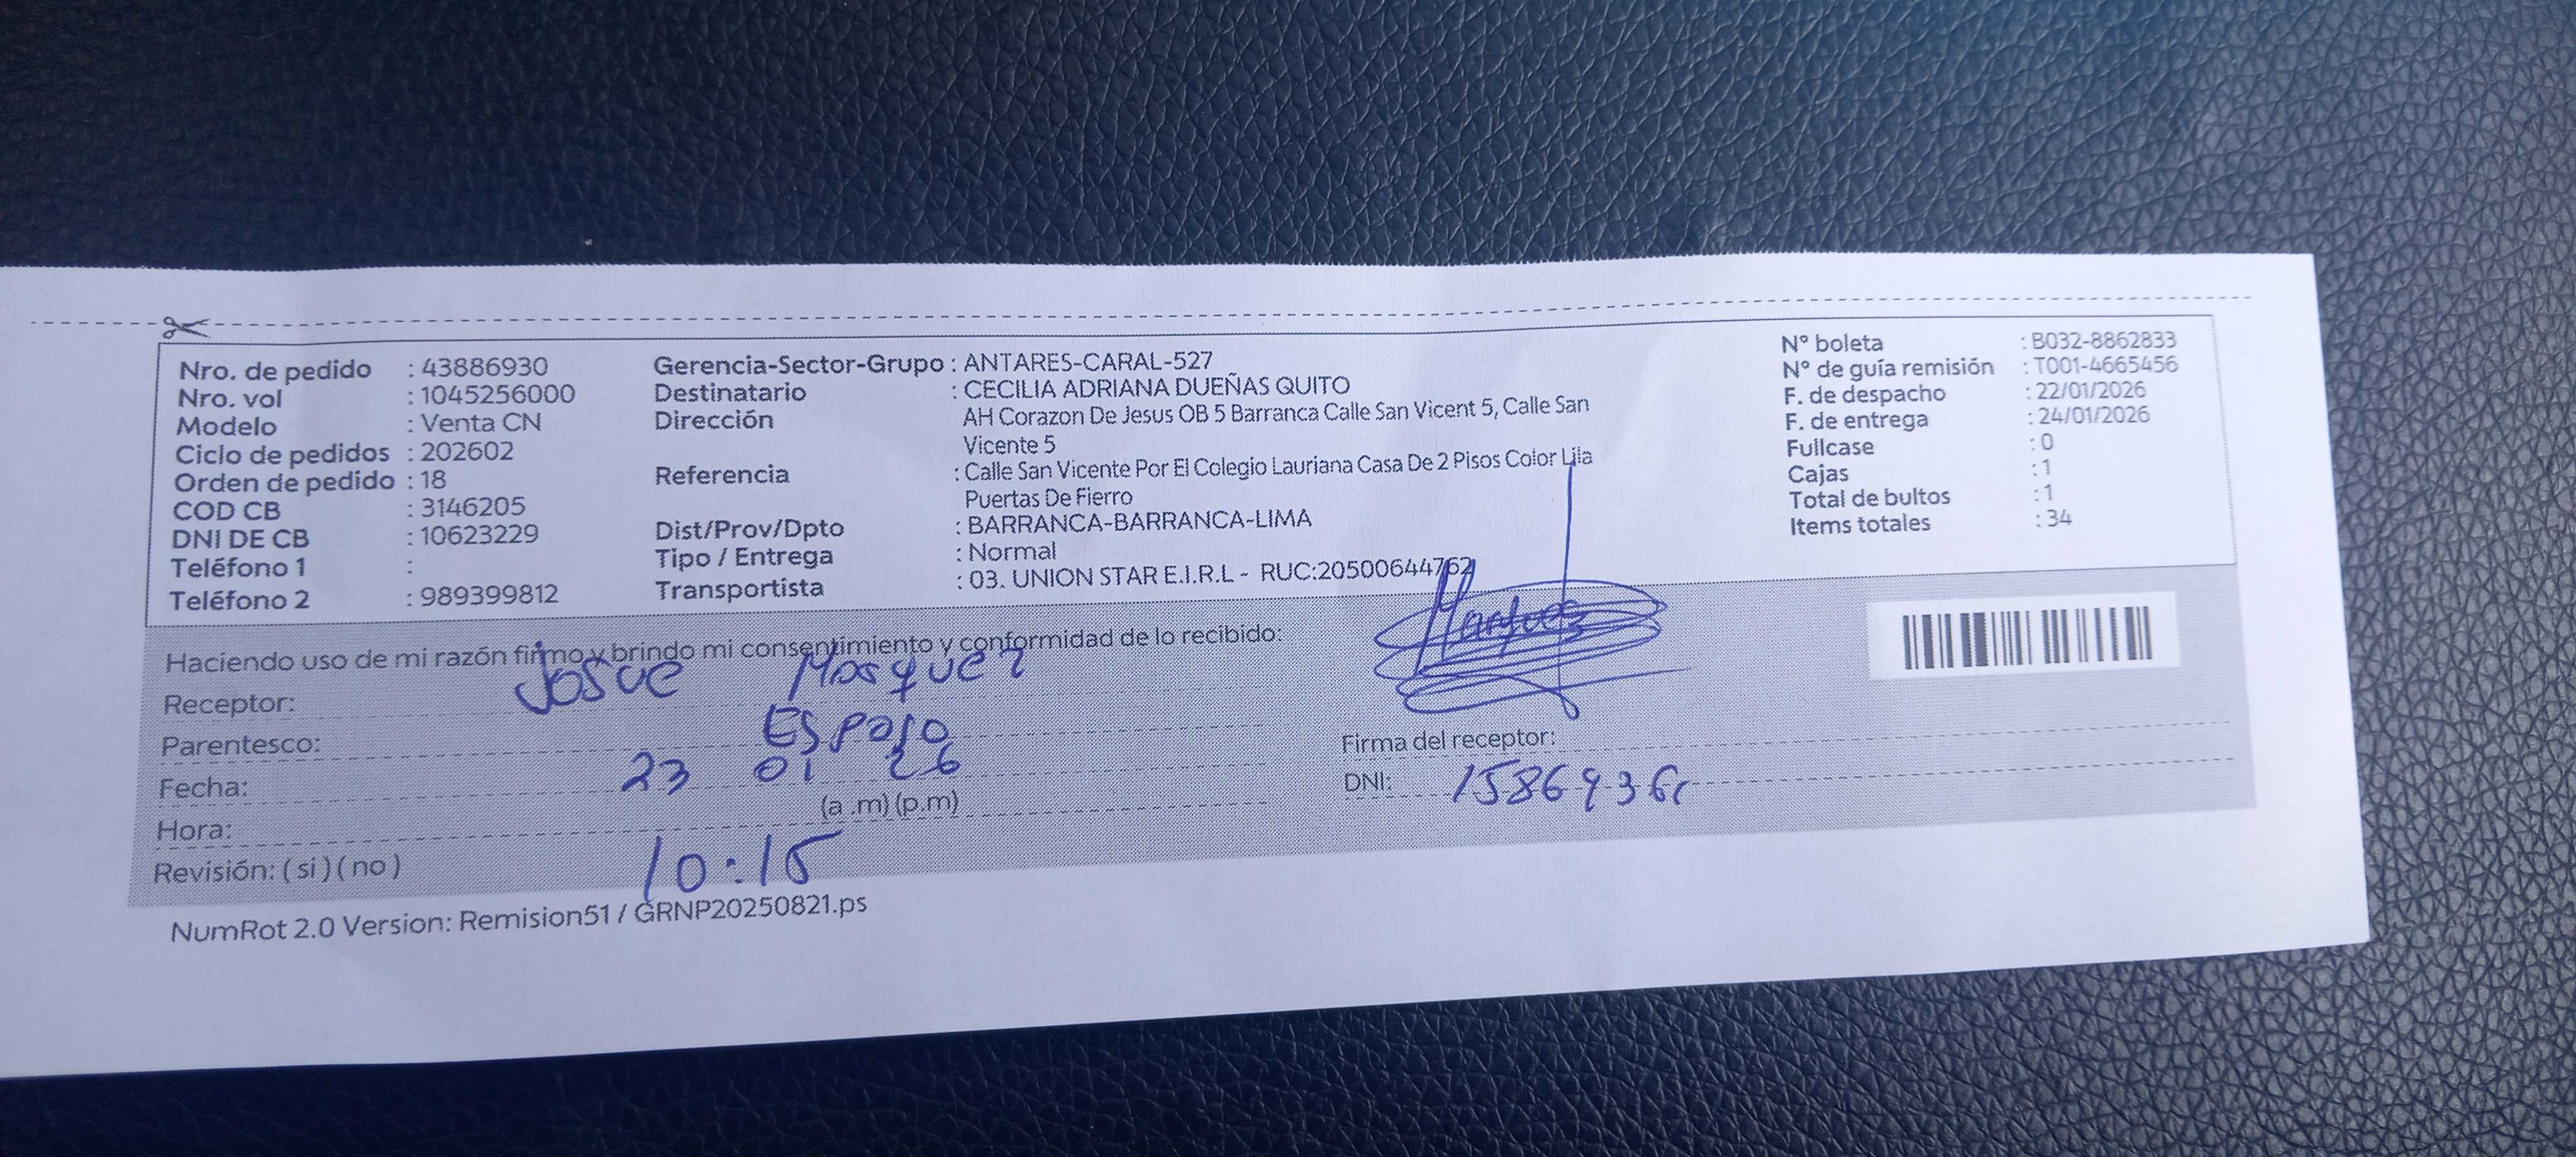 Nro. de pedido : 43886930
Nro. vol : 1045256000
Modelo : Venta CN
Ciclo de pedidos : 202602
Orden de pedido : 18
COD CB : 3146205
DNI DE CB : 10623229
Teléfono 1 :
Teléfono 2 : 989399812
Gerencia-Sector-Grupo : ANTARES-CARAL-527
Destinatario : CECILIA ADRIANA DUEÑAS QUITO
Dirección AH Corazon De Jesus OB 5 Barranca Calle San Vicent 5, Calle San
Vicente 5
Referencia : Calle San Vicente Por El Colegio Lauriana Casa De 2 Pisos Color Lila
Puertas De Fierro
Dist/Prov/Dpto : BARRANCA-BARRANCA-LIMA
Tipo / Entrega : Normal
Transportista : 03. UNION STAR E.I.R.L - RUC:20500644762
N° boleta : B032-8862833
N° de guía remisión : T001-4665456
F. de despacho : 22/01/2026
F. de entrega : 24/01/2026
Fullcase : 0
Cajas : 1
Total de bultos : 1
Items totales : 34
Haciendo uso de mi razón firmo y brindo mi consentimiento y conformidad de lo recibido:
Receptor: Josue
Parentesco: Esposo
Fecha: 23 01 26
Hora: (a .m) (p.m)
10:15
Revisión: ( si ) ( no )
Firma del receptor:
DNI:
NumRot 2.0 Version: Remision51 / GRNP20250821.ps